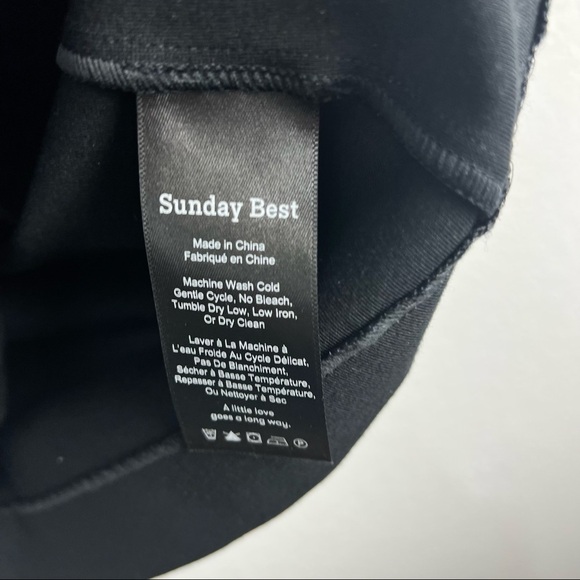 Sunday Best
Made in China
Fabriqué en Chine
Machine Wash Cold
Gentle Cycle, No Bleach,
Tumble Dry Low, Low Iron,
Or Dry Clean
Laver à La Machine à
L'eau Froide Au Cycle Délicat,
Pas De Blanchiment,
Sécher à Basse Température,
Repasser à Basse Température,
Ou Nettoyer à Sec
A little love
goes a long way.